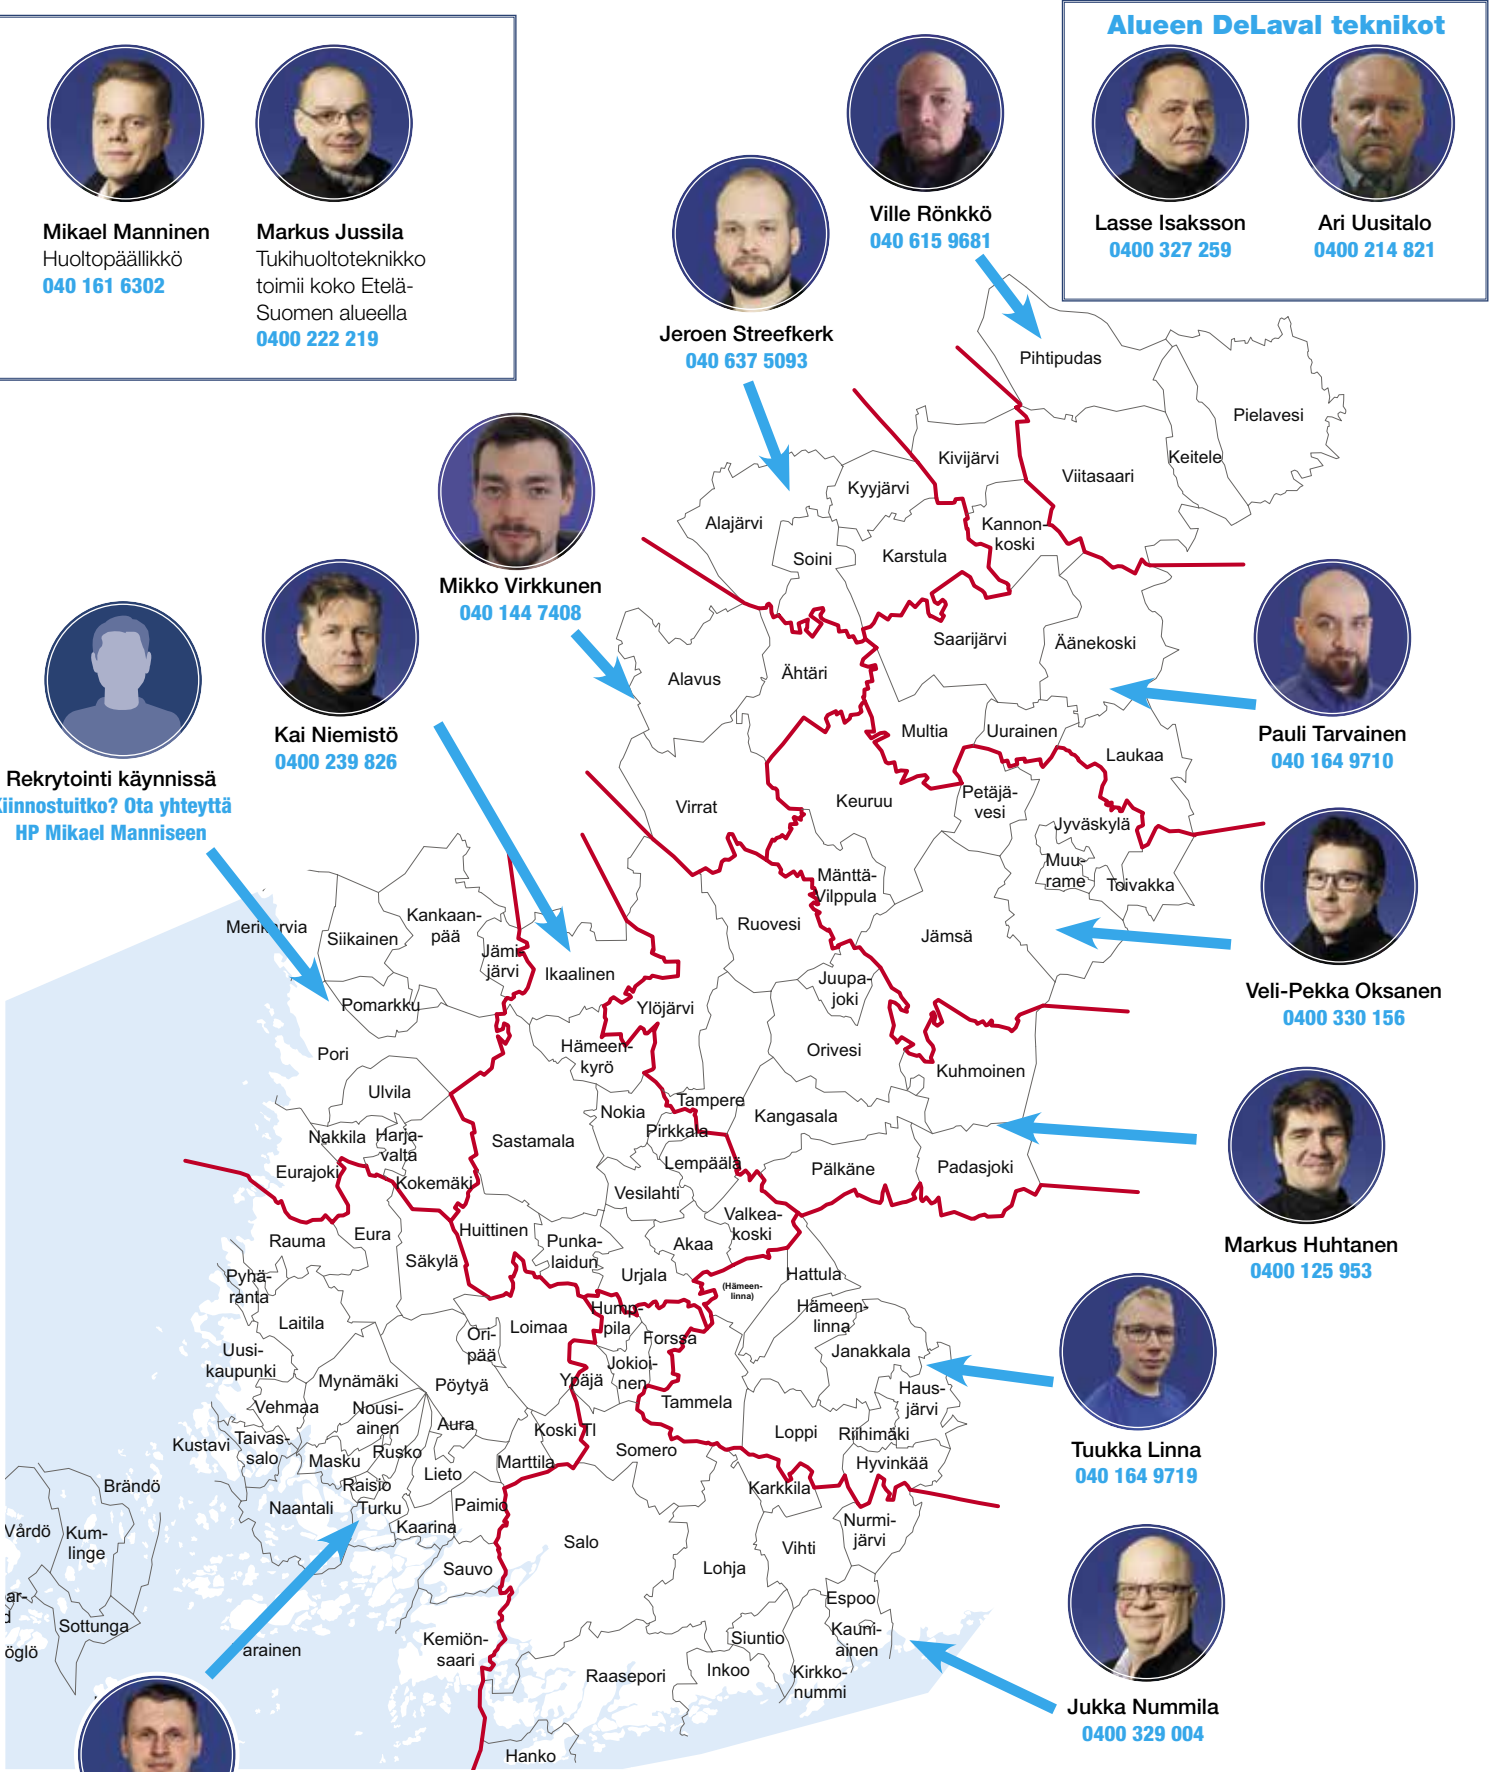 Alueen DeLaval teknikot
Mikael Manninen
Huoltopäällikkö
040 161 6302
Markus Jussila
Tukihuoltoteknikko
toimii koko Etelä-
Suomen alueella
0400 222 219
Ville Rönkkö
040 615 9681
Lasse Isaksson
0400 327 259
Ari Uusitalo
0400 214 821
Jeroen Streefkerk
040 637 5093
Mikko Virkkunen
040 144 7408
Kai Niemistö
0400 239 826
Rekrytointi käynnissä
Kiinnostuitko? Ota yhteyttä
HP Mikael Manniseen
Pauli Tarvainen
040 164 9710
Veli-Pekka Oksanen
0400 330 156
Markus Huhtanen
0400 125 953
Tuukka Linna
040 164 9719
Jukka Nummila
0400 329 004
Pihtipudas
Pielavesi
Keitele
Viitasaari
Kivijärvi
Kyyjärvi
Alajärvi
Soini
Karstula
Kannon-
koski
Saarijärvi
Äänekoski
Alavus
Ähtäri
Multia
Uurainen
Laukaa
Virrat
Keuruu
Petäjä-
vesi
Jyväskylä
Muu-
rame
Toivakka
Mänttä-
Vilppula
Ruovesi
Jämsä
Juupa-
joki
Merikarvia
Siikainen
Kankaan-
pää
Jämi-
järvi
Ikaalinen
Pomarkku
Ylöjärvi
Pori
Hämeen-
kyrö
Orivesi
Kuhmoinen
Ulvila
Nokia
Tampere
Kangasala
Nakkila
Harja-
valta
Sastamala
Pirkkala
Lempäälä
Pälkäne
Padasjoki
Eurajoki
Kokemäki
Vesilahti
Valkea-
koski
Rauma
Eura
Säkylä
Huittinen
Punka-
laidun
Akaa
Urjala
Hattula
(Hämeen-
linna)
Pyhä-
ranta
Laitila
Hump-
pila
Forssa
Hämeen-
linna
Ori-
pää
Loimaa
Janakkala
Uusi-
kaupunki
Mynämäki
Pöytyä
Ypäjä
Jokioi-
nen
Tammela
Haus-
järvi
Vehmaa
Nousi-
ainen
Aura
Koski Tl
Somero
Loppi
Riihimäki
Hyvinkää
Kustavi
Taivas-
salo
Masku
Rusko
Lieto
Marttila
Karkkila
Raisio
Naantali
Turku
Kaarina
Paimio
Brändö
Vårdö
Kum-
linge
Salo
Nurmi-
järvi
Vihti
Lohja
Sauvo
Espoo
ar-
d
Sottunga
öglö
arainen
Kemiön-
saari
Siuntio
Kauni-
ainen
Raasepori
Inkoo
Kirkko-
nummi
Hanko